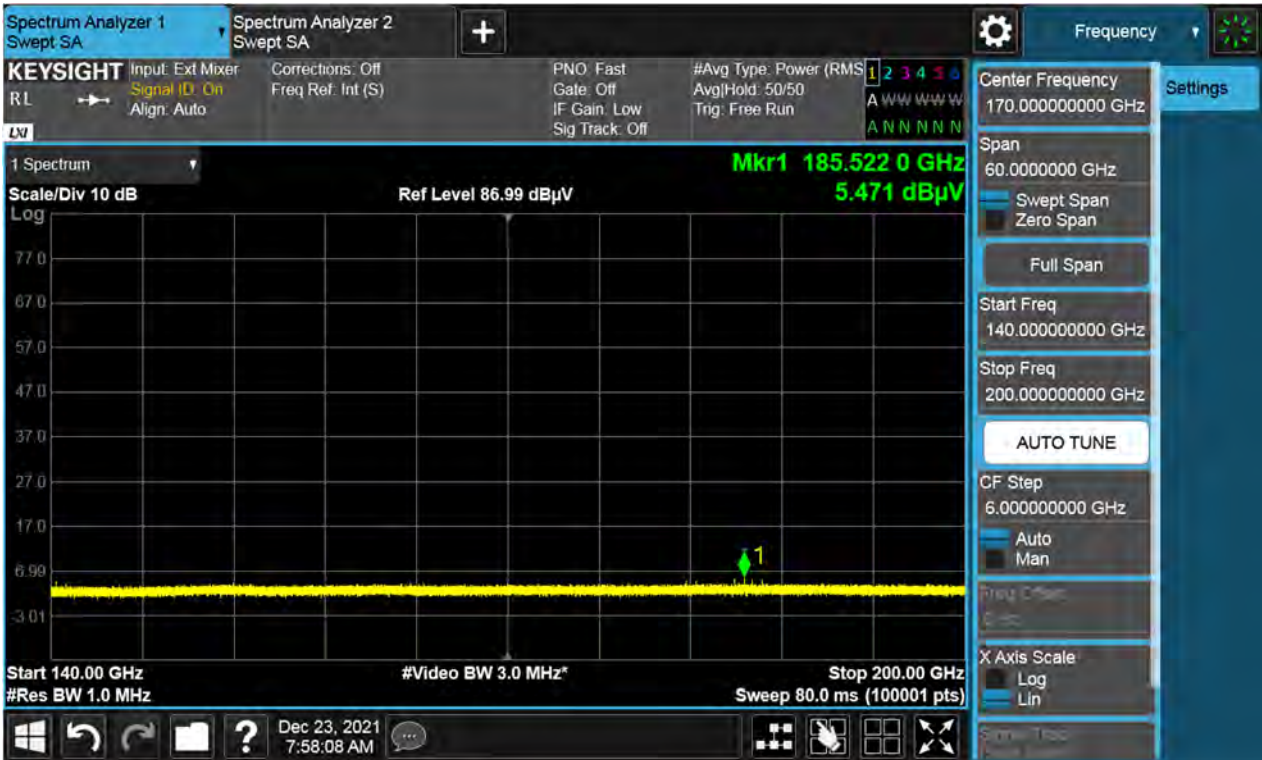 Spectrum Analyzer 1
Swept SA
Spectrum Analyzer 2
Swept SA
+
Frequency
KEYSIGHT
RL
LXI
Input: Ext Mixer
Signal ID: On
Align: Auto
Corrections: Off
Freq Ref: Int (S)
PNO: Fast
Gate: Off
IF Gain: Low
Sig Track: Off
#Avg Type: Power (RMS
Avg|Hold: 50/50
Trig: Free Run
1 2 3 4 5 6
A W W W W W
A N N N N N
Settings
Center Frequency
170.000000000 GHz
Span
60.0000000 GHz
Swept Span
Zero Span
Full Span
Start Freq
140.000000000 GHz
Stop Freq
200.000000000 GHz
AUTO TUNE
CF Step
6.000000000 GHz
Auto
Man
Freq Offset
X Axis Scale
Log
Lin
1 Spectrum
Mkr1 185.522 0 GHz
Scale/Div 10 dB
Ref Level 86.99 dBµV
5.471 dBµV
Log
77.0
67.0
57.0
47.0
37.0
27.0
17.0
1
6.99
-3.01
Start 140.00 GHz
#Video BW 3.0 MHz*
Stop 200.00 GHz
#Res BW 1.0 MHz
Sweep 80.0 ms (100001 pts)
?
Dec 23, 2021
7:58:08 AM